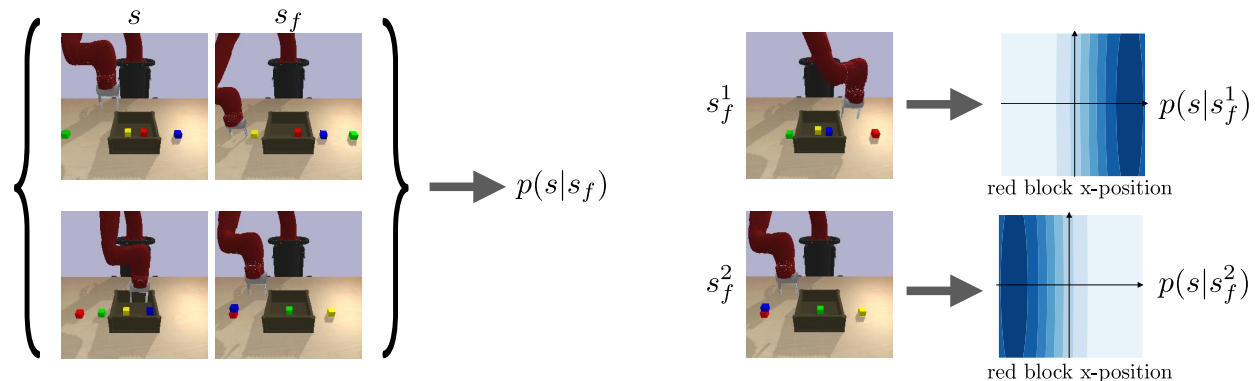 s s_f
p(s|s_f)
s_f^1
p(s|s_f^1)
red block x-position
s_f^2
p(s|s_f^2)
red block x-position